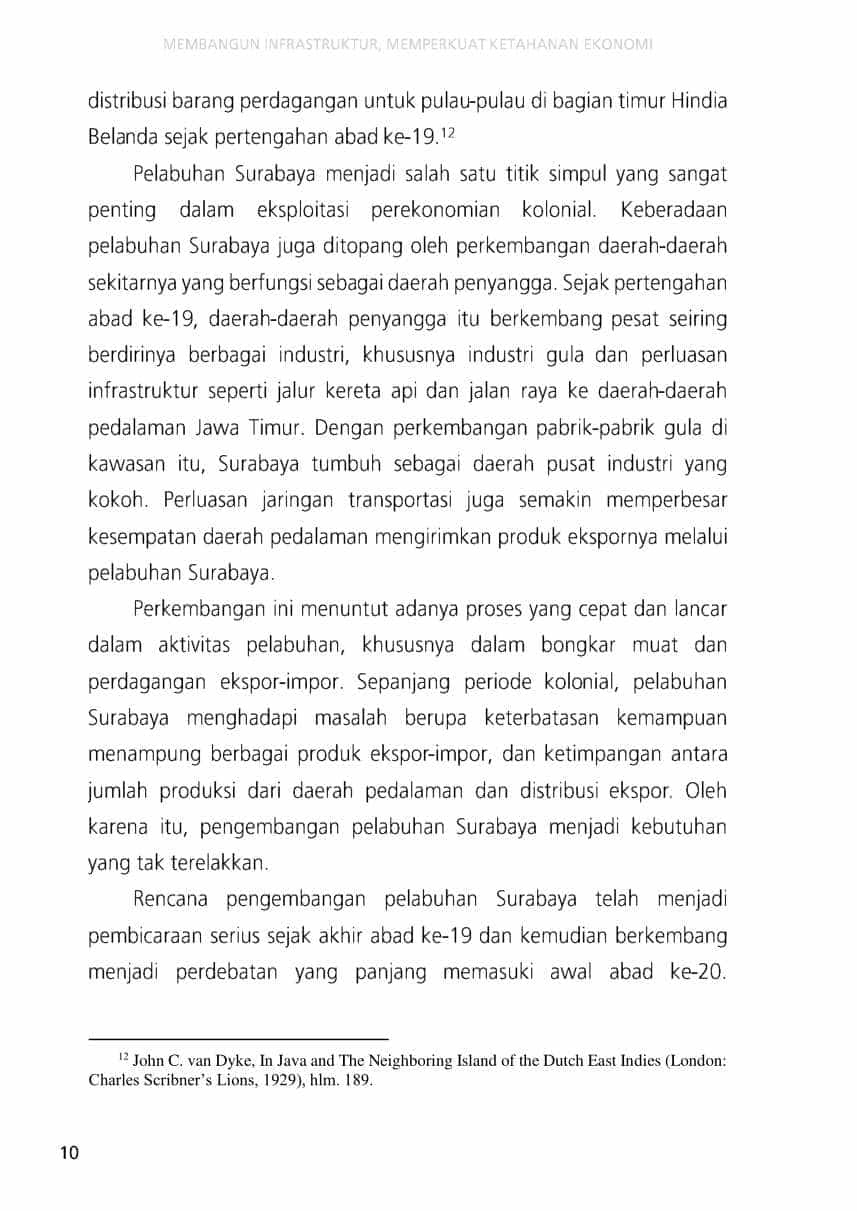 MEMBANGUN INFRASTRUKTUR, MEMPERKUAT KETAHANAN EKONOMI
distribusi barang perdagangan untuk pulau-pulau di bagian timur Hindia
Belanda sejak pertengahan abad ke-19.¹²
Pelabuhan Surabaya menjadi salah satu titik simpul yang sangat
penting dalam eksploitasi perekonomian kolonial. Keberadaan
pelabuhan Surabaya juga ditopang oleh perkembangan daerah-daerah
sekitarnya yang berfungsi sebagai daerah penyangga. Sejak pertengahan
abad ke-19, daerah-daerah penyangga itu berkembang pesat seiring
berdirinya berbagai industri, khususnya industri gula dan perluasan
infrastruktur seperti jalur kereta api dan jalan raya ke daerah-daerah
pedalaman Jawa Timur. Dengan perkembangan pabrik-pabrik gula di
kawasan itu, Surabaya tumbuh sebagai daerah pusat industri yang
kokoh. Perluasan jaringan transportasi juga semakin memperbesar
kesempatan daerah pedalaman mengirimkan produk ekspornya melalui
pelabuhan Surabaya.
Perkembangan ini menuntut adanya proses yang cepat dan lancar
dalam aktivitas pelabuhan, khususnya dalam bongkar muat dan
perdagangan ekspor-impor. Sepanjang periode kolonial, pelabuhan
Surabaya menghadapi masalah berupa keterbatasan kemampuan
menampung berbagai produk ekspor-impor, dan ketimpangan antara
jumlah produksi dari daerah pedalaman dan distribusi ekspor. Oleh
karena itu, pengembangan pelabuhan Surabaya menjadi kebutuhan
yang tak terelakkan.
Rencana pengembangan pelabuhan Surabaya telah menjadi
pembicaraan serius sejak akhir abad ke-19 dan kemudian berkembang
menjadi perdebatan yang panjang memasuki awal abad ke-20.
¹² John C. van Dyke, In Java and The Neighboring Island of the Dutch East Indies (London:
Charles Scribner's Lions, 1929), hlm. 189.
10